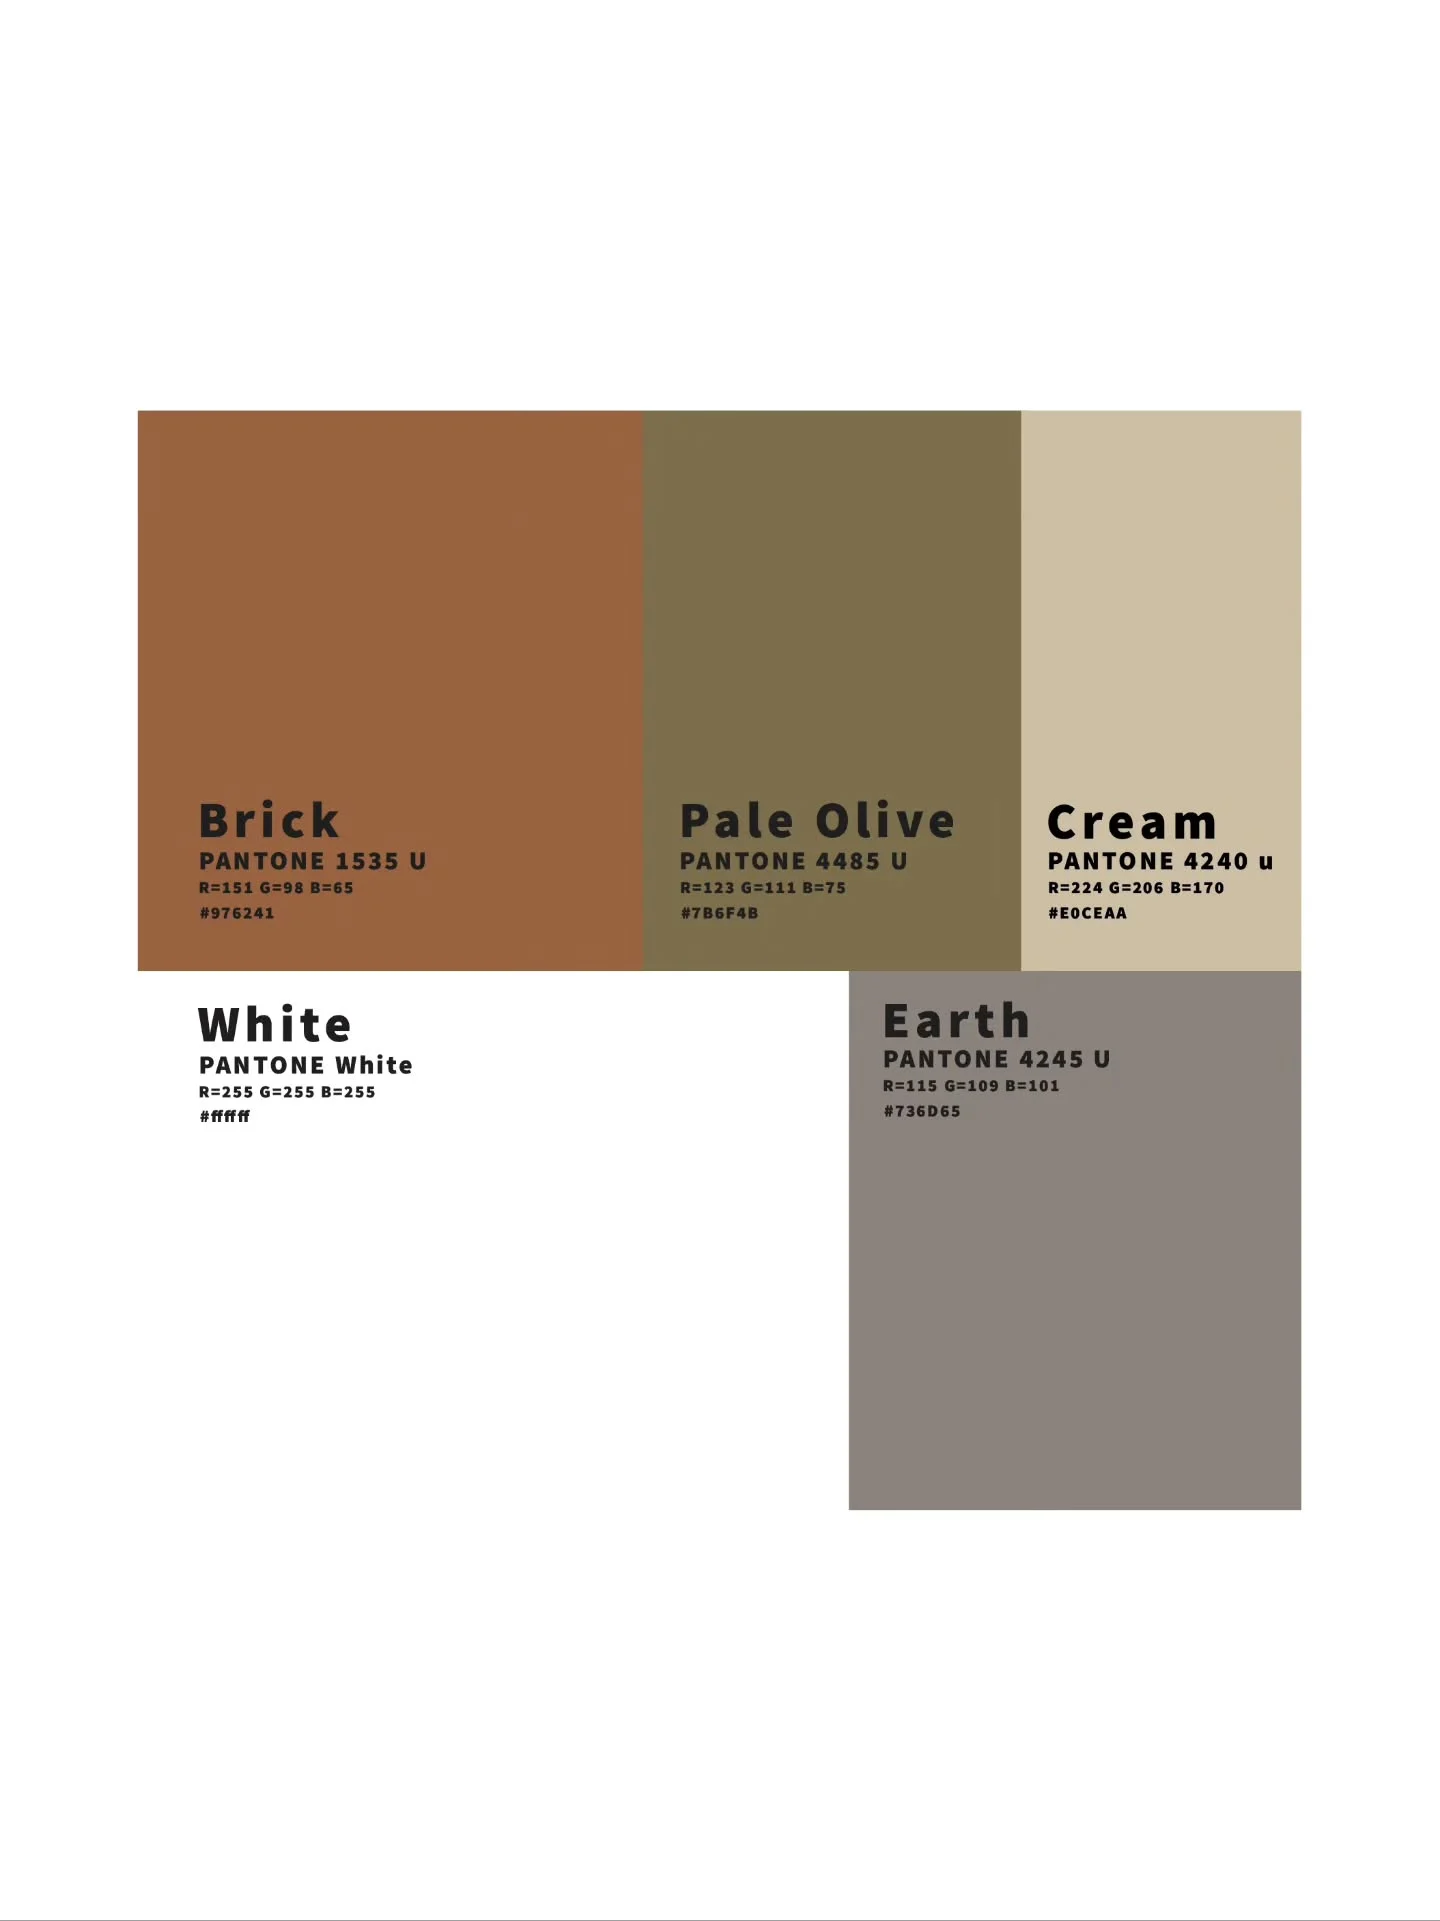 Brick
PANTONE 1535 U
R=151 G=98 B=65
#976241
Pale Olive
PANTONE 4485 U
R=123 G=111 B=75
#7B6F4B
Cream
PANTONE 4240 u
R=224 G=206 B=170
#E0CEAA
White
PANTONE White
R=255 G=255 B=255
#ffffff
Earth
PANTONE 4245 U
R=115 G=109 B=101
#736D65